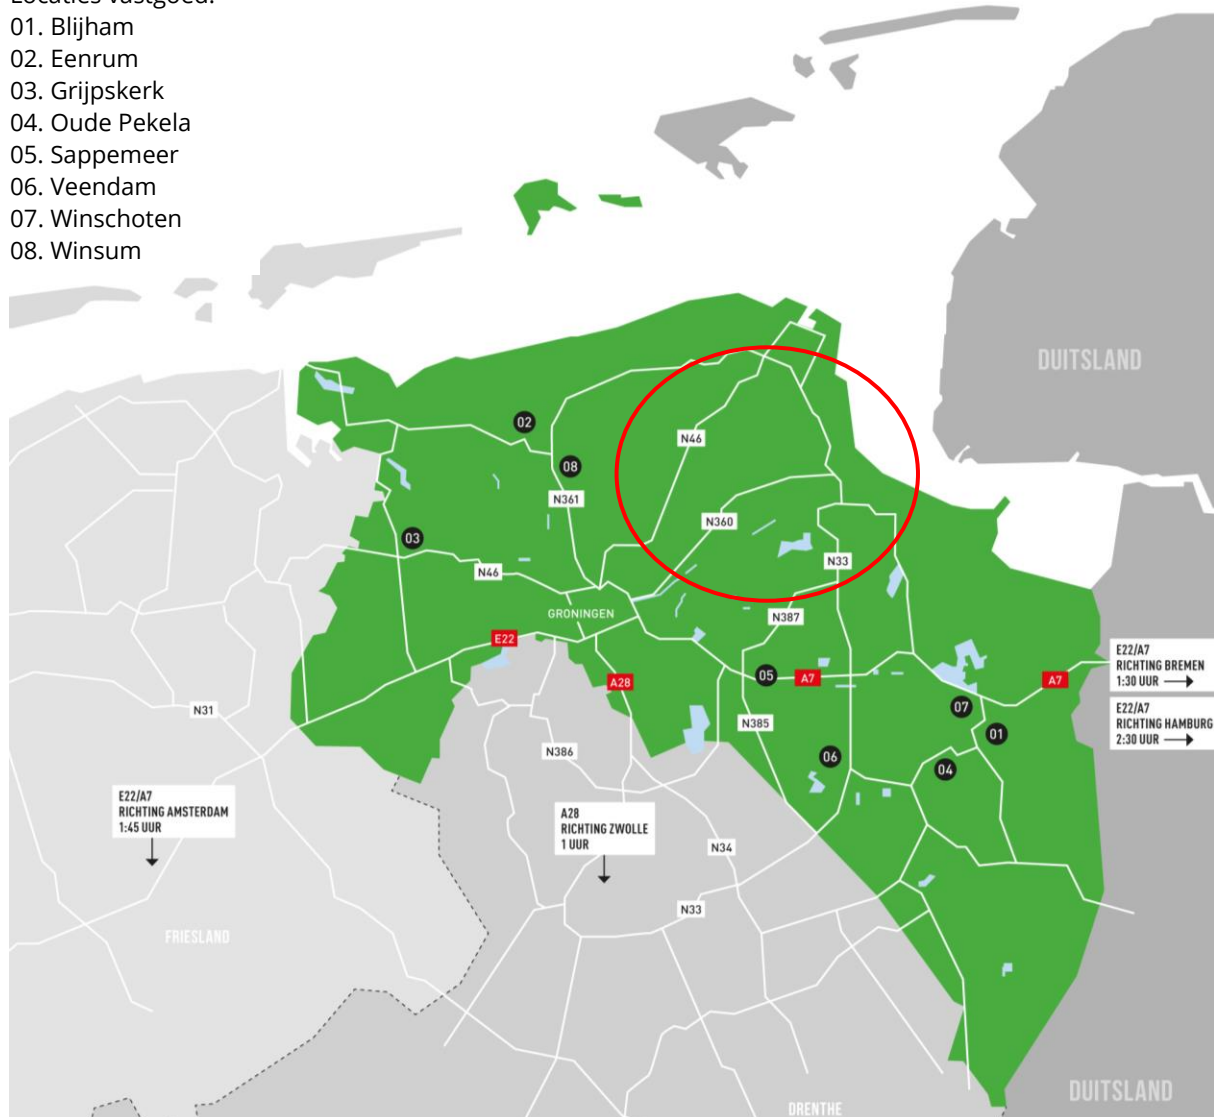 Locaties vastgoed:
01. Blijham
02. Eenrum
03. Grijpskerk
04. Oude Pekela
05. Sappemeer
06. Veendam
07. Winschoten
08. Winsum
DUITSLAND
02
N46
08
N361
N360
03
N33
N46
GRONINGEN
N387
E22
E22/A7
RICHTING BREMEN
1:30 UUR
05
A7
A7
A28
N31
07
E22/A7
RICHTING HAMBURG
2:30 UUR
N385
01
N386
06
04
E22/A7
RICHTING AMSTERDAM
1:45 UUR
A28
RICHTING ZWOLLE
1 UUR
N34
N33
FRIESLAND
DUITSLAND
DRENTHE